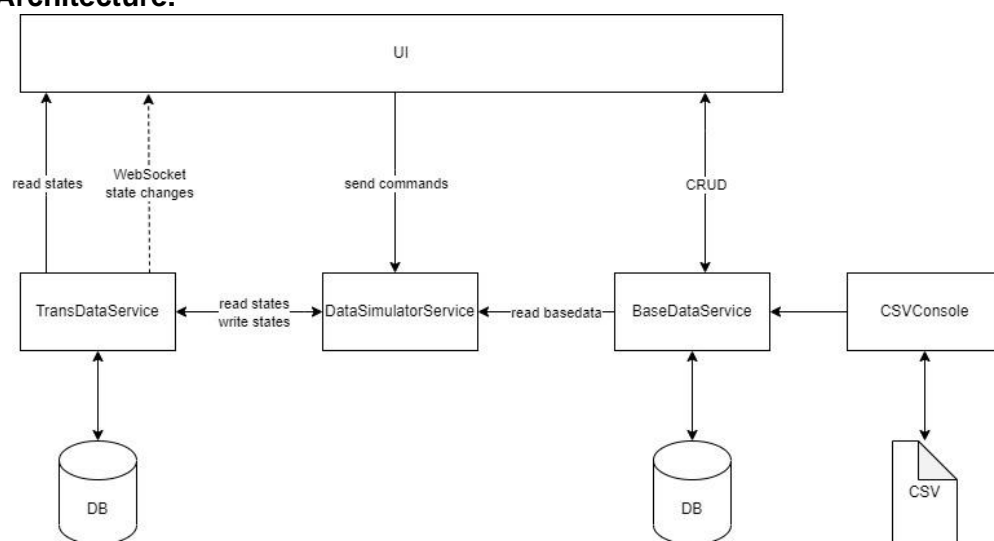 Architecture:
UI
read states
WebSocket
state changes
send commands
CRUD
TransDataService
read states
write states
DataSimulatorService
read basedata
BaseDataService
CSVConsole
DB
DB
CSV